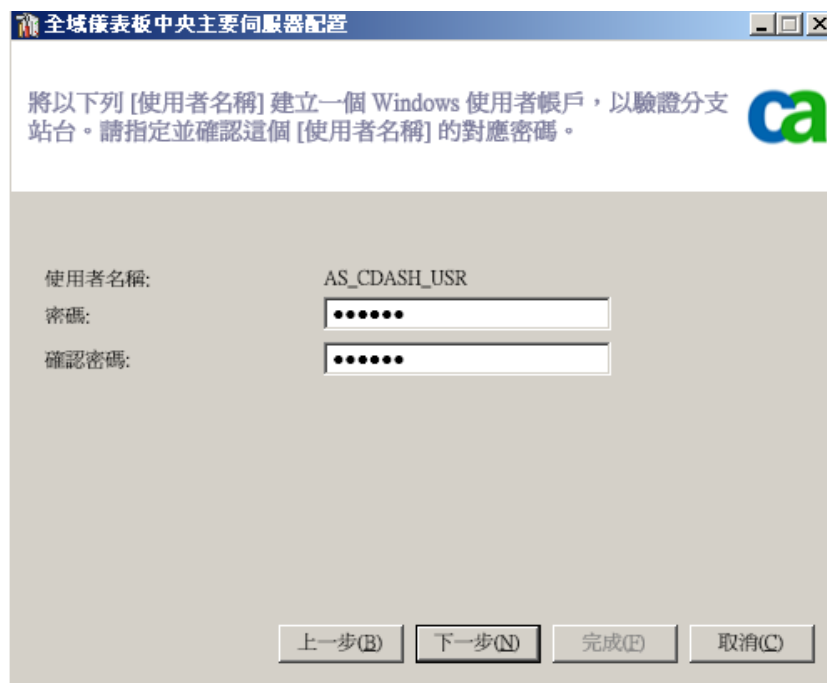 全域儀表板中央主要伺服器配置
將以下列 [使用者名稱] 建立一個 Windows 使用者帳戶，以驗證分支
站台。請指定並確認這個 [使用者名稱] 的對應密碼。
ca
使用者名稱: AS_CDASH_USR
密碼: ●●●●●●
確認密碼: ●●●●●●
上一步(B) 下一步(N) 完成(F) 取消(C)